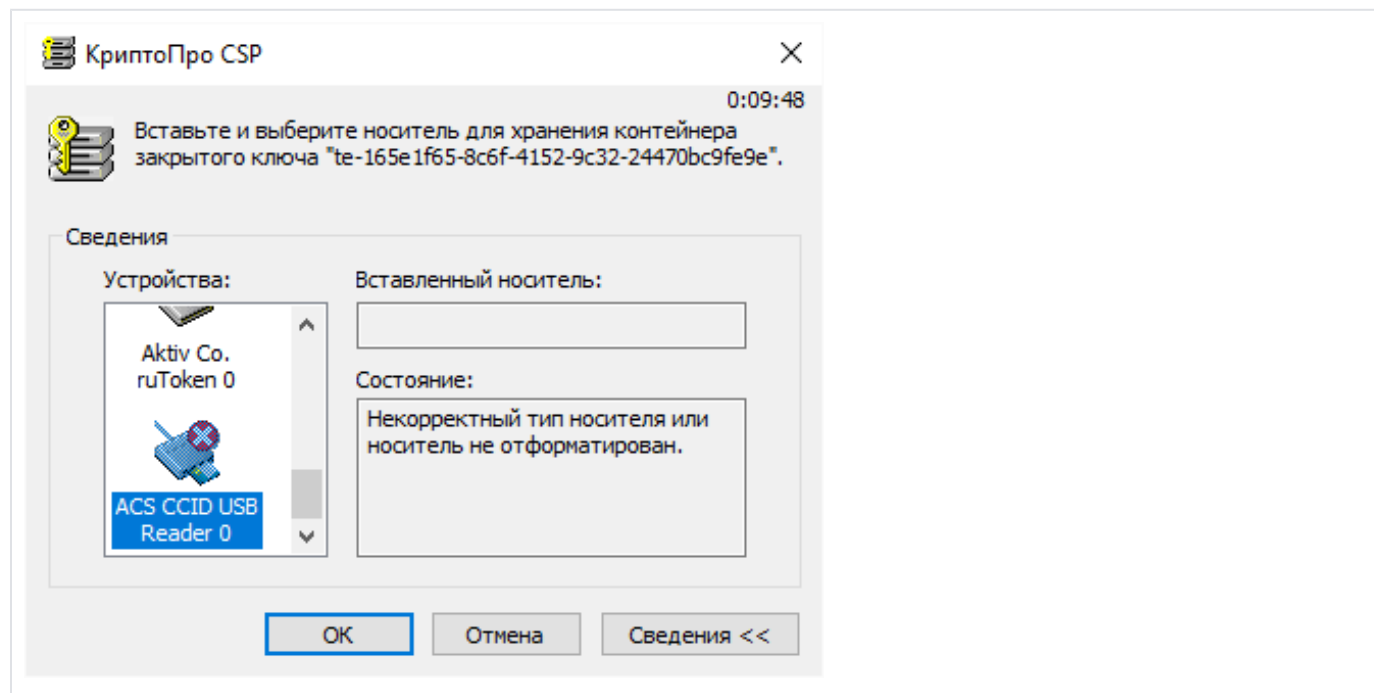 КриптоПро CSP
0:09:48
Вставьте и выберите носитель для хранения контейнера
закрытого ключа "te-165e1f65-8c6f-4152-9c32-24470bc9fe9e".
Сведения
Устройства:
Aktiv Co.
ruToken 0
ACS CCID USB
Reader 0
Вставленный носитель:
Состояние:
Некорректный тип носителя или
носитель не отформатирован.
ОК
Отмена
Сведения <<